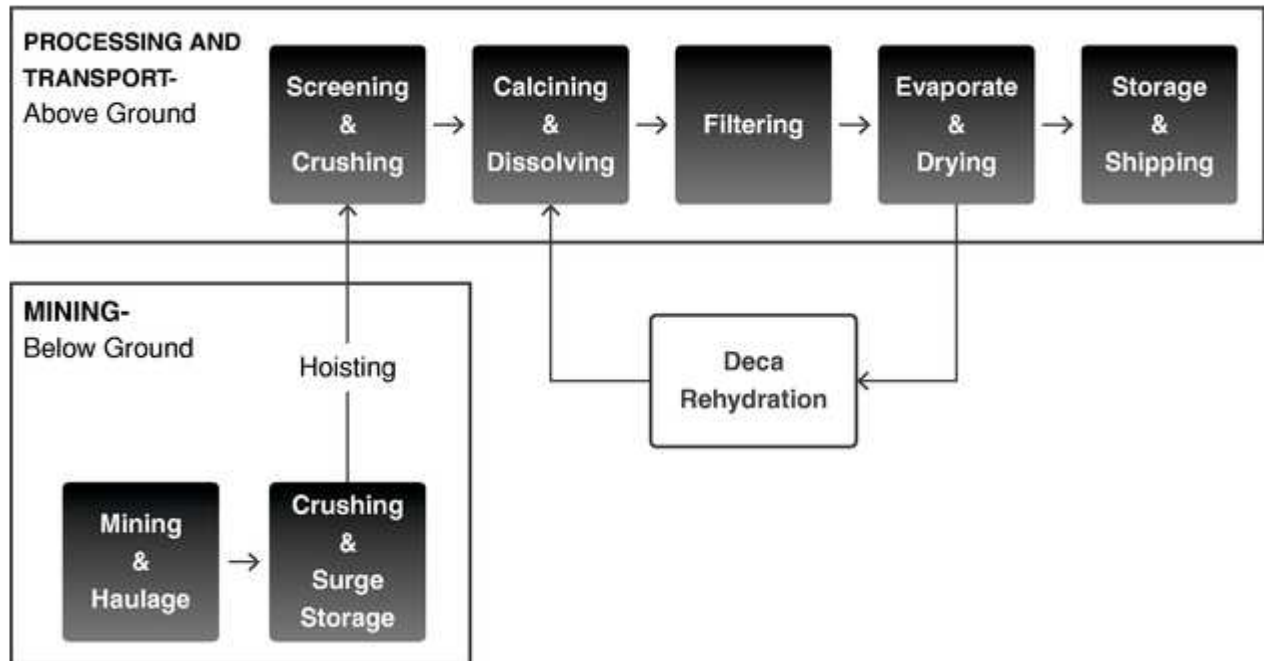 PROCESSING AND
TRANSPORT-
Above Ground
Screening
&
Crushing
Calcining
&
Dissolving
Filtering
Evaporate
&
Drying
Storage
&
Shipping
MINING-
Below Ground
Hoisting
Deca
Rehydration
Mining
&
Haulage
Crushing
&
Surge
Storage